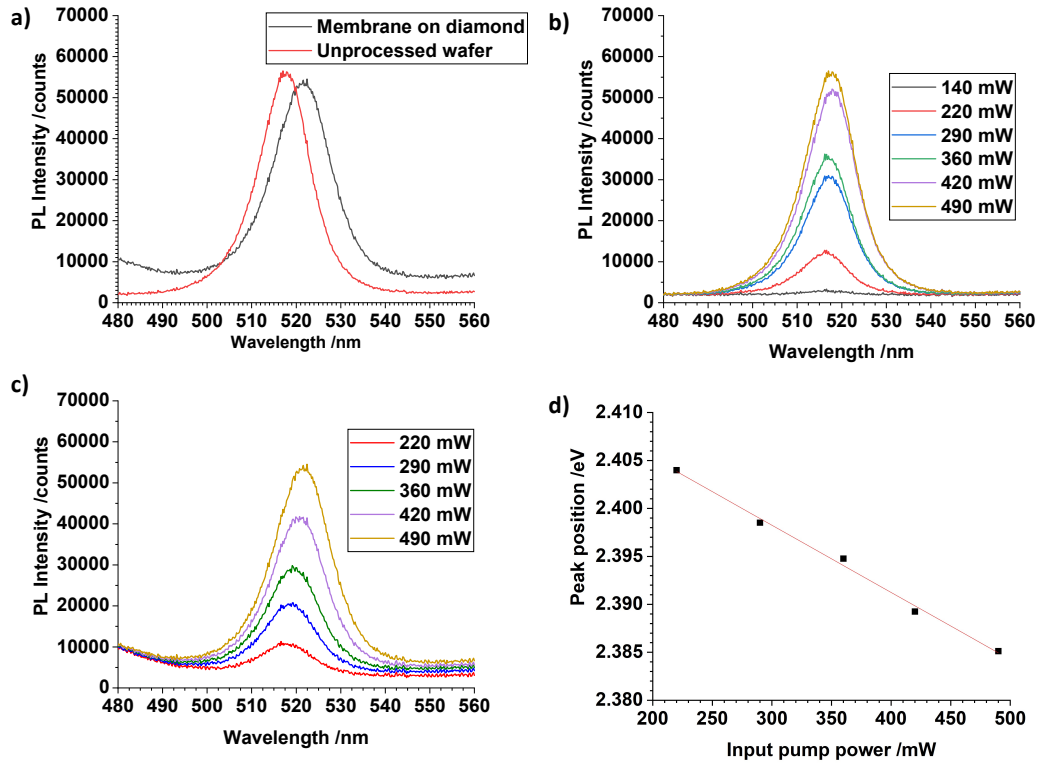 a)
PL Intensity /counts
70000
60000
50000
40000
30000
20000
10000
0
Membrane on diamond
Unprocessed wafer
480 490 500 510 520 530 540 550 560
Wavelength /nm
b)
PL Intensity /counts
70000
60000
50000
40000
30000
20000
10000
0
140 mW
220 mW
290 mW
360 mW
420 mW
490 mW
480 490 500 510 520 530 540 550 560
Wavelength /nm
c)
PL Intensity /counts
70000
60000
50000
40000
30000
20000
10000
0
220 mW
290 mW
360 mW
420 mW
490 mW
480 490 500 510 520 530 540 550 560
Wavelength /nm
d)
Peak position /eV
2.410
2.405
2.400
2.395
2.390
2.385
2.380
200 250 300 350 400 450 500
Input pump power /mW